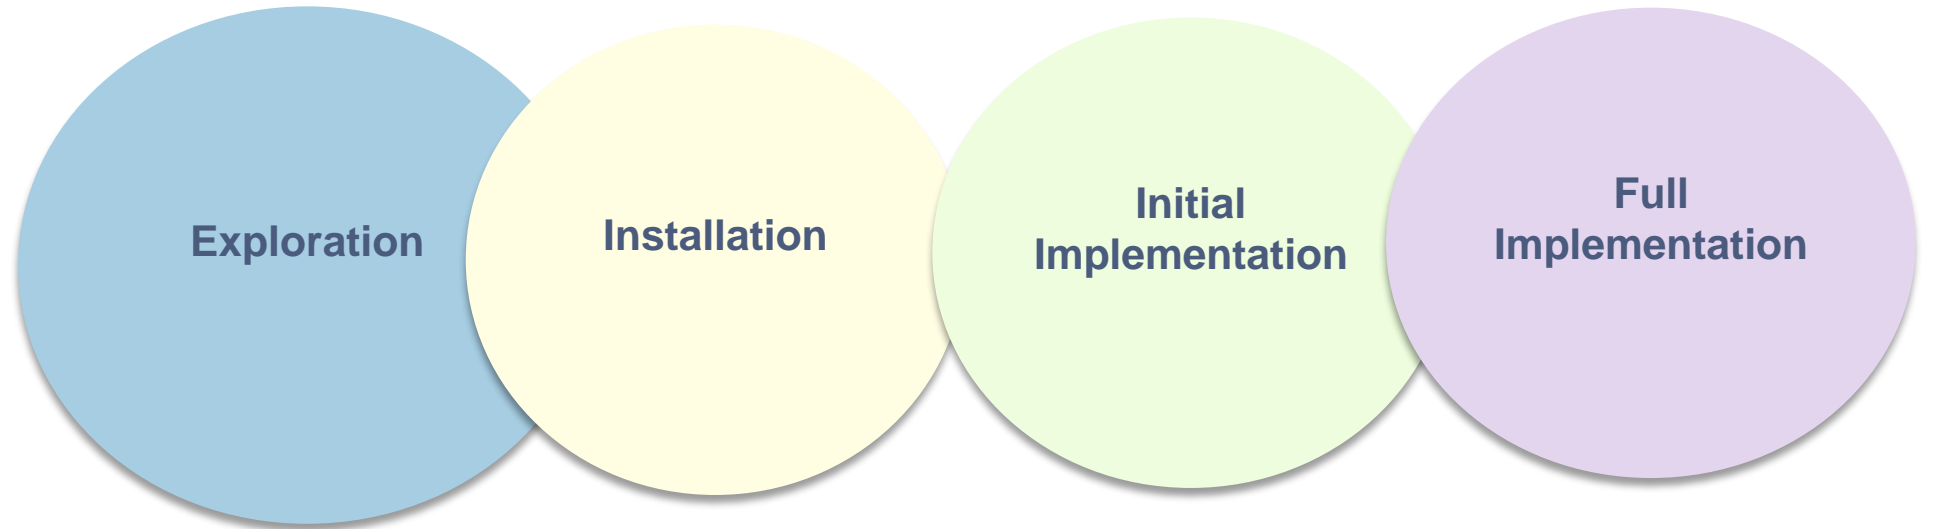 Exploration
Installation
Initial
Implementation
Full
Implementation